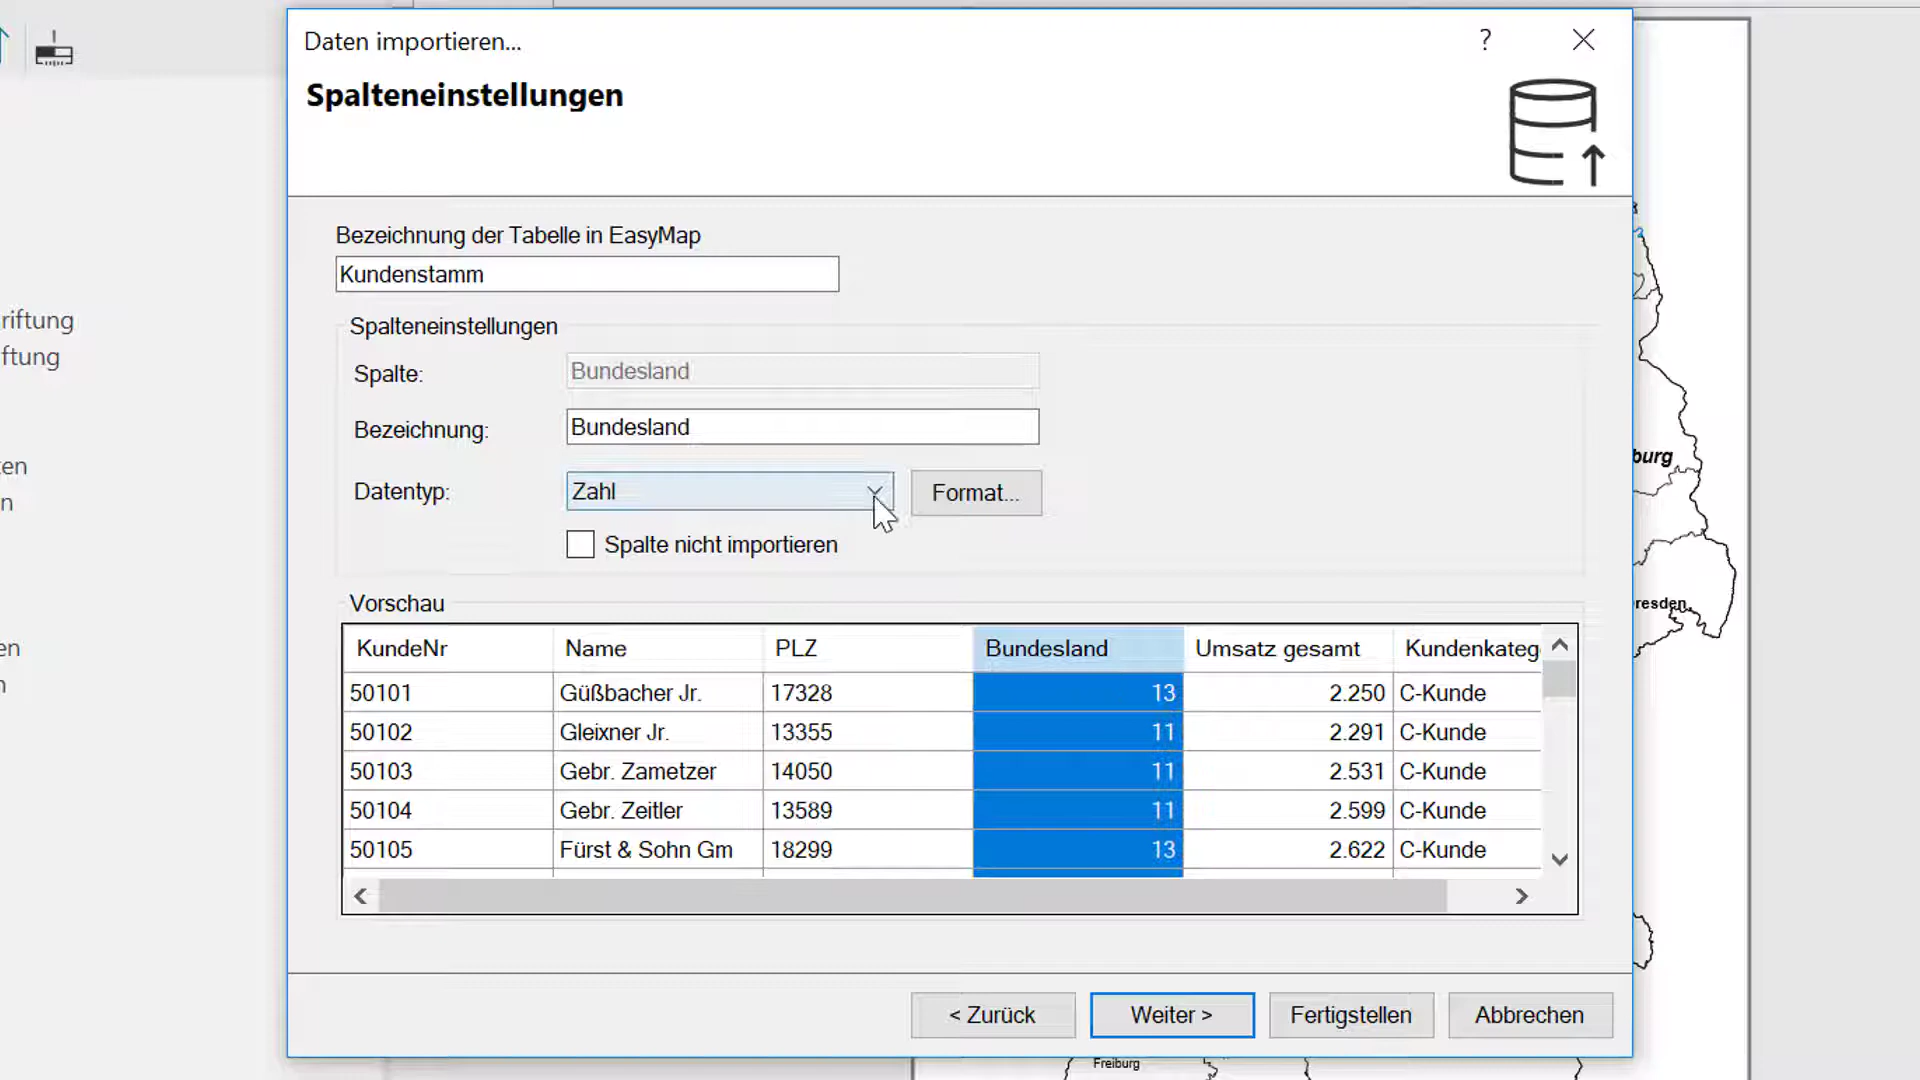 Daten importieren...
?
Spalteneinstellungen
Bezeichnung der Tabelle in EasyMap
Kundenstamm
Spalteneinstellungen
Spalte: Bundesland
Bezeichnung: Bundesland
Datentyp: Zahl Format...
Spalte nicht importieren
Vorschau
KundeNr Name PLZ Bundesland Umsatz gesamt Kundenkateg
50101 Güßbacher Jr. 17328 13 2.250 C-Kunde
50102 Gleixner Jr. 13355 11 2.291 C-Kunde
50103 Gebr. Zametzer 14050 11 2.531 C-Kunde
50104 Gebr. Zeitler 13589 11 2.599 C-Kunde
50105 Fürst & Sohn Gm 18299 13 2.622 C-Kunde
< Zurück Weiter > Fertigstellen Abbrechen
riftung
ftung
ten
n
en
n
burg
resden
Freiburg